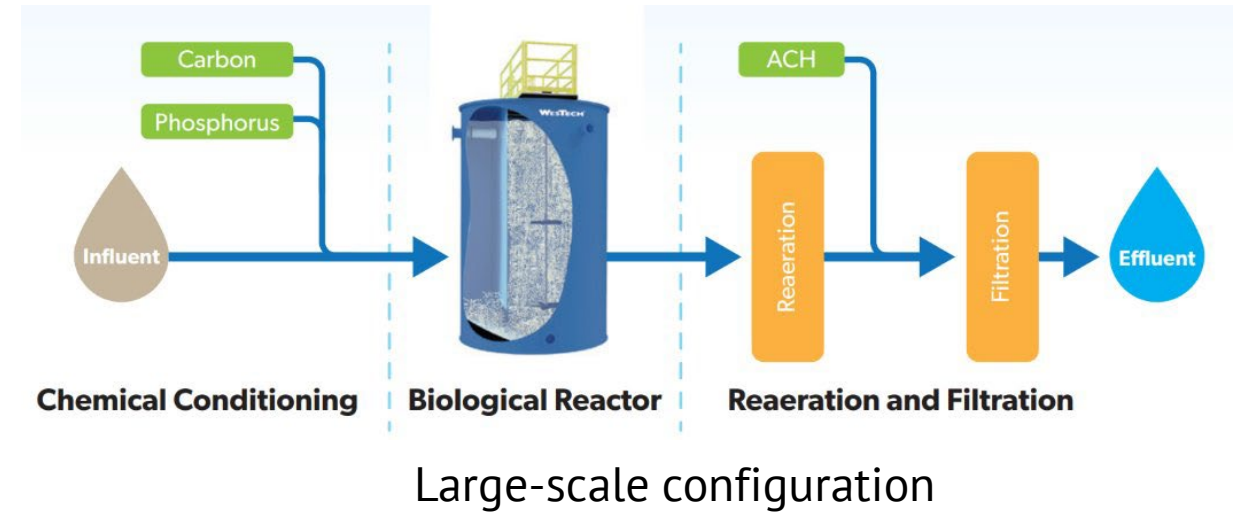 Carbon
Phosphorus
Influent
WesTech
ACH
Reaeration
Filtration
Effluent
Chemical Conditioning
Biological Reactor
Reaeration and Filtration
Large-scale configuration